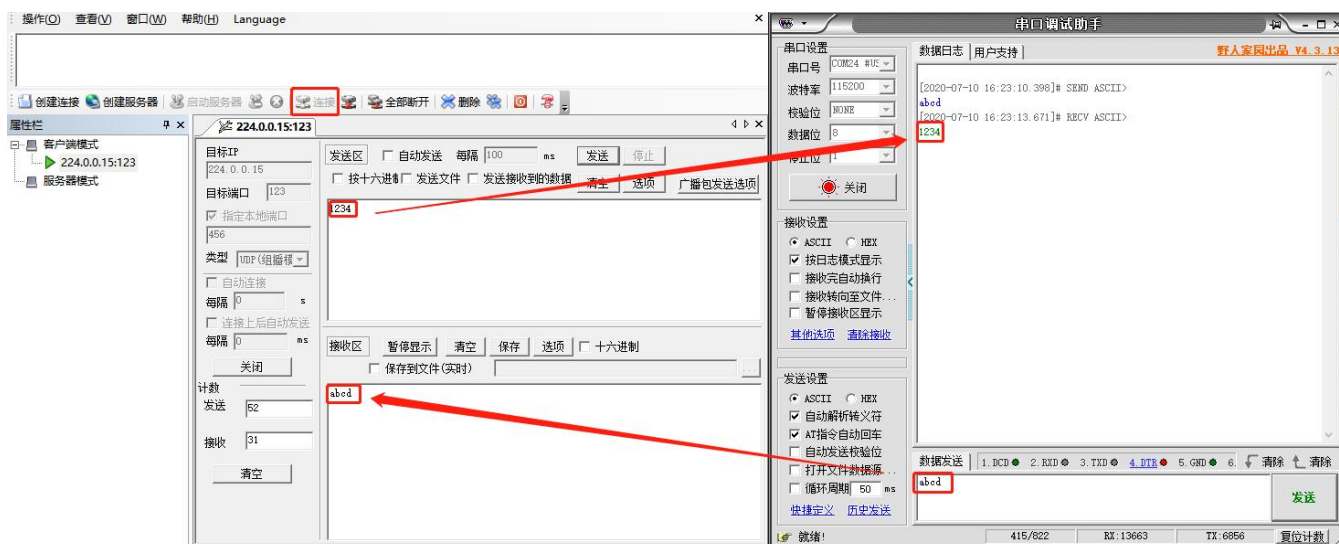 操作(O) 查看(V) 窗口(W) 帮助(H) Language
创建连接 创建服务器 启动服务器 连接 全部断开 删除
属性栏
客户端模式
224.0.0.15:123
服务器模式
224.0.0.15:123
目标IP
224.0.0.15
目标端口 123
指定本地端口
456
类型 UDP(组播模
自动连接
每隔 0 s
连接上后自动发送
每隔 0 ms
关闭
计数
发送 52
接收 31
清空
发送区 自动发送 每隔 100 ms 发送 停止
按十六进制 发送文件 发送接收到的数据 清空 选项 广播包发送选项
1234
接收区 暂停显示 清空 保存 选项 十六进制
保存到文件(实时) ...
abcd
串口调试助手
串口设置
串口号 COM24 #US
波特率 115200
校验位 NONE
数据位 8
停止位 1
关闭
接收设置
ASCII HEX
按日志模式显示
接收完自动换行
接收转向至文件...
暂停接收区显示
其他选项 清除接收
发送设置
ASCII HEX
自动解析转义符
AT指令自动回车
自动发送校验位
打开文件数据源...
循环周期 50 ms
快捷定义 历史发送
数据日志 用户支持 野人家园出品 V4.3.13
[2020-07-10 16:23:10.398]# SEND ASCII>
abcd
[2020-07-10 16:23:13.671]# RECV ASCII>
1234
数据发送 1.DCD 2.RXD 3.TXD 4.DTR 5.GND 6. 清除 清除
abcd
发送
就绪! 415/822 RX:13663 TX:6856 复位计数